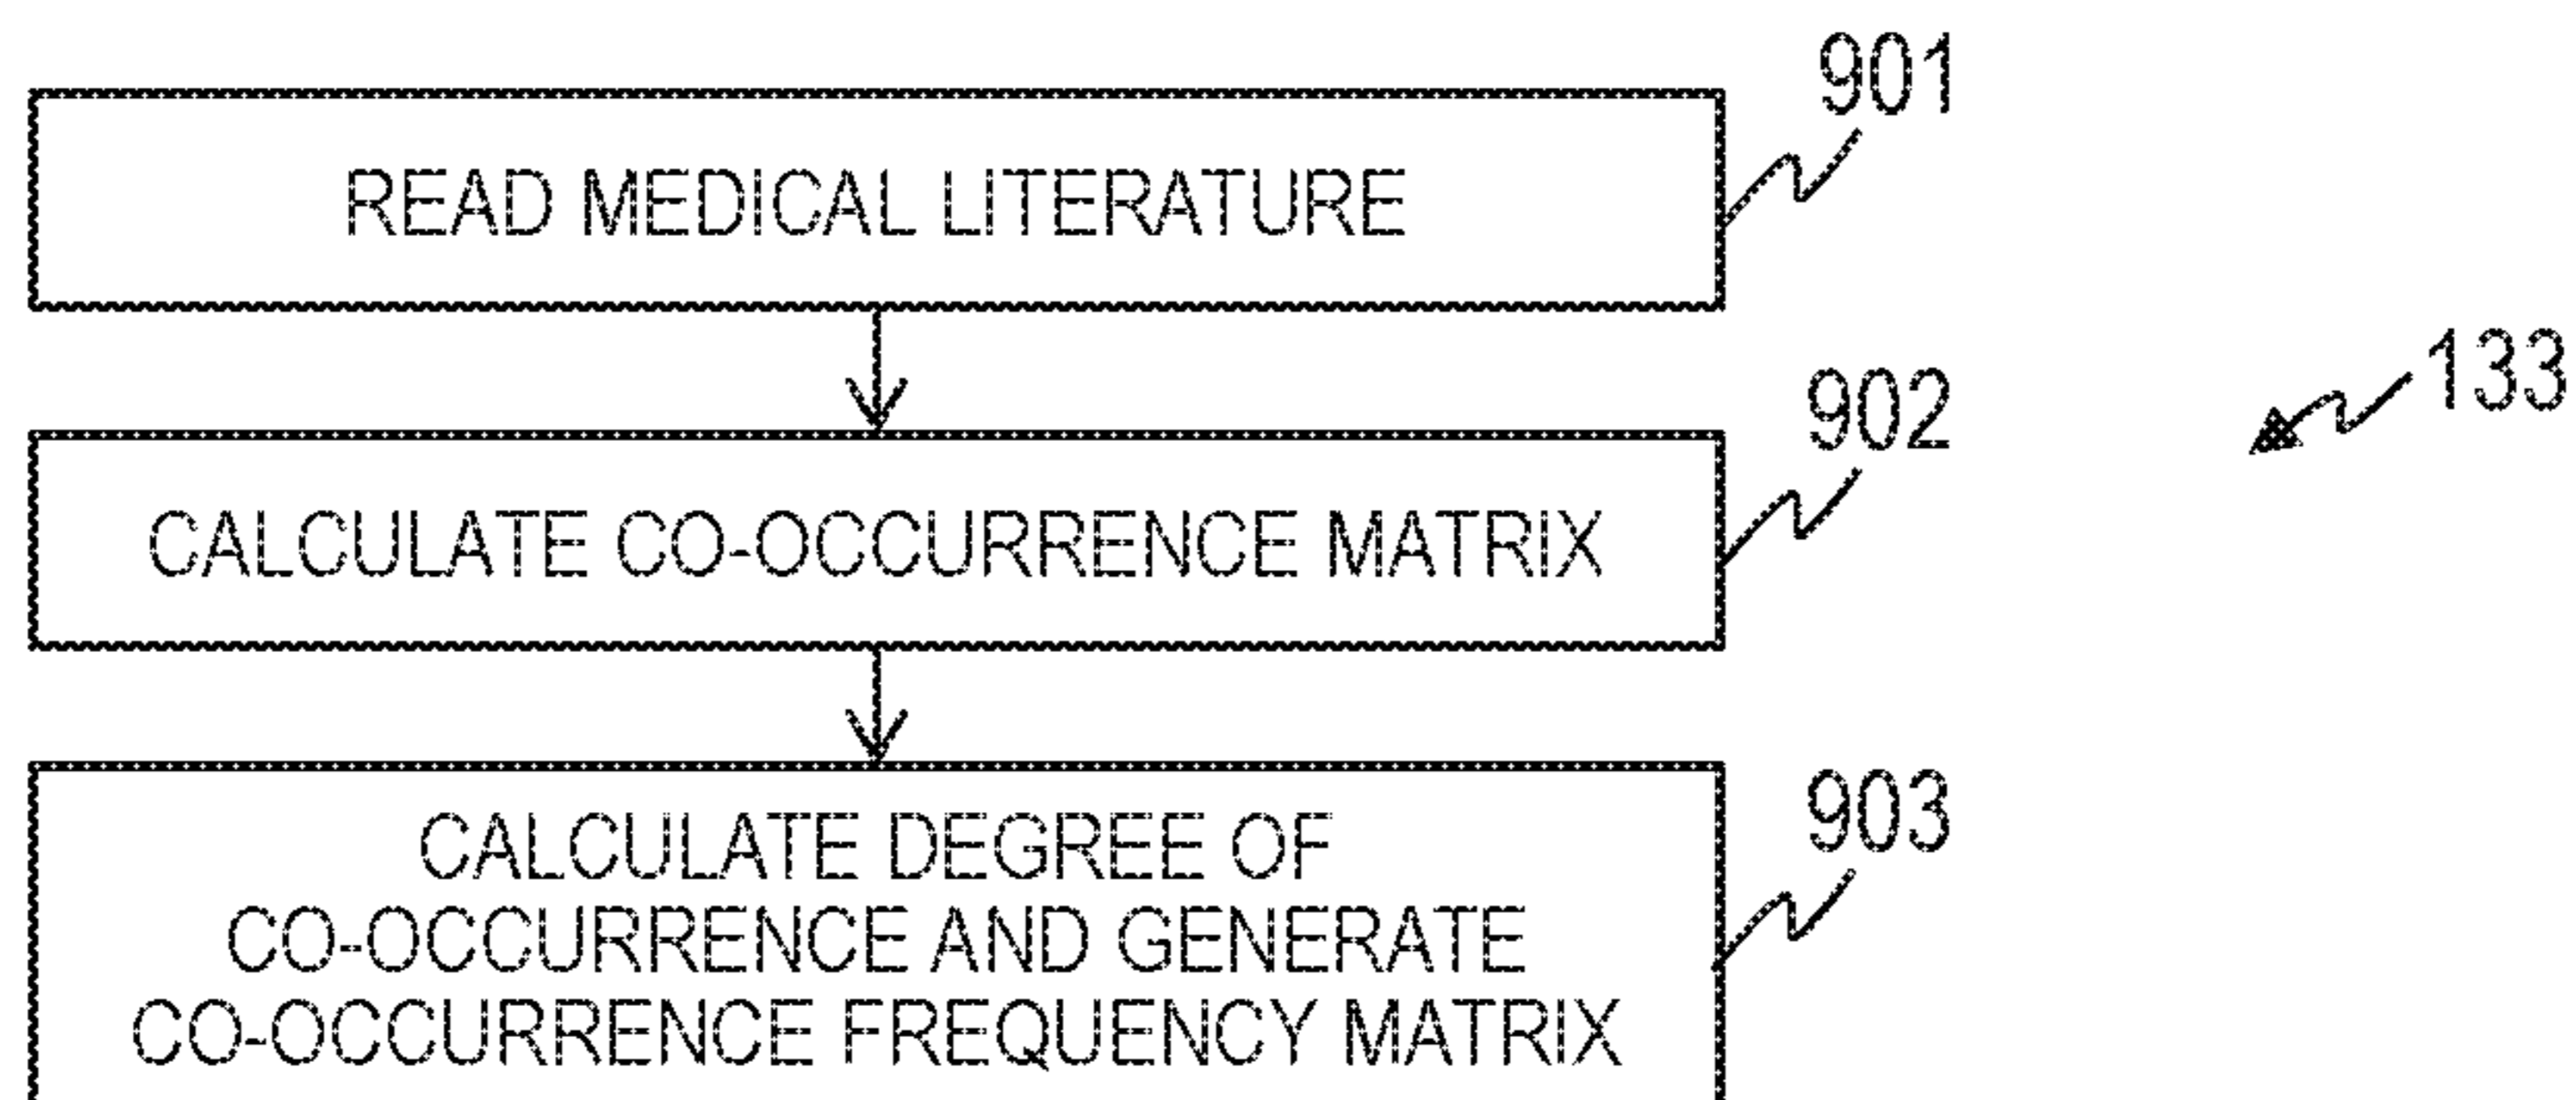 901
READ MEDICAL LITERATURE
133
902
CALCULATE CO-OCCURRENCE MATRIX
903
CALCULATE DEGREE OF
CO-OCCURRENCE AND GENERATE
CO-OCCURRENCE FREQUENCY MATRIX